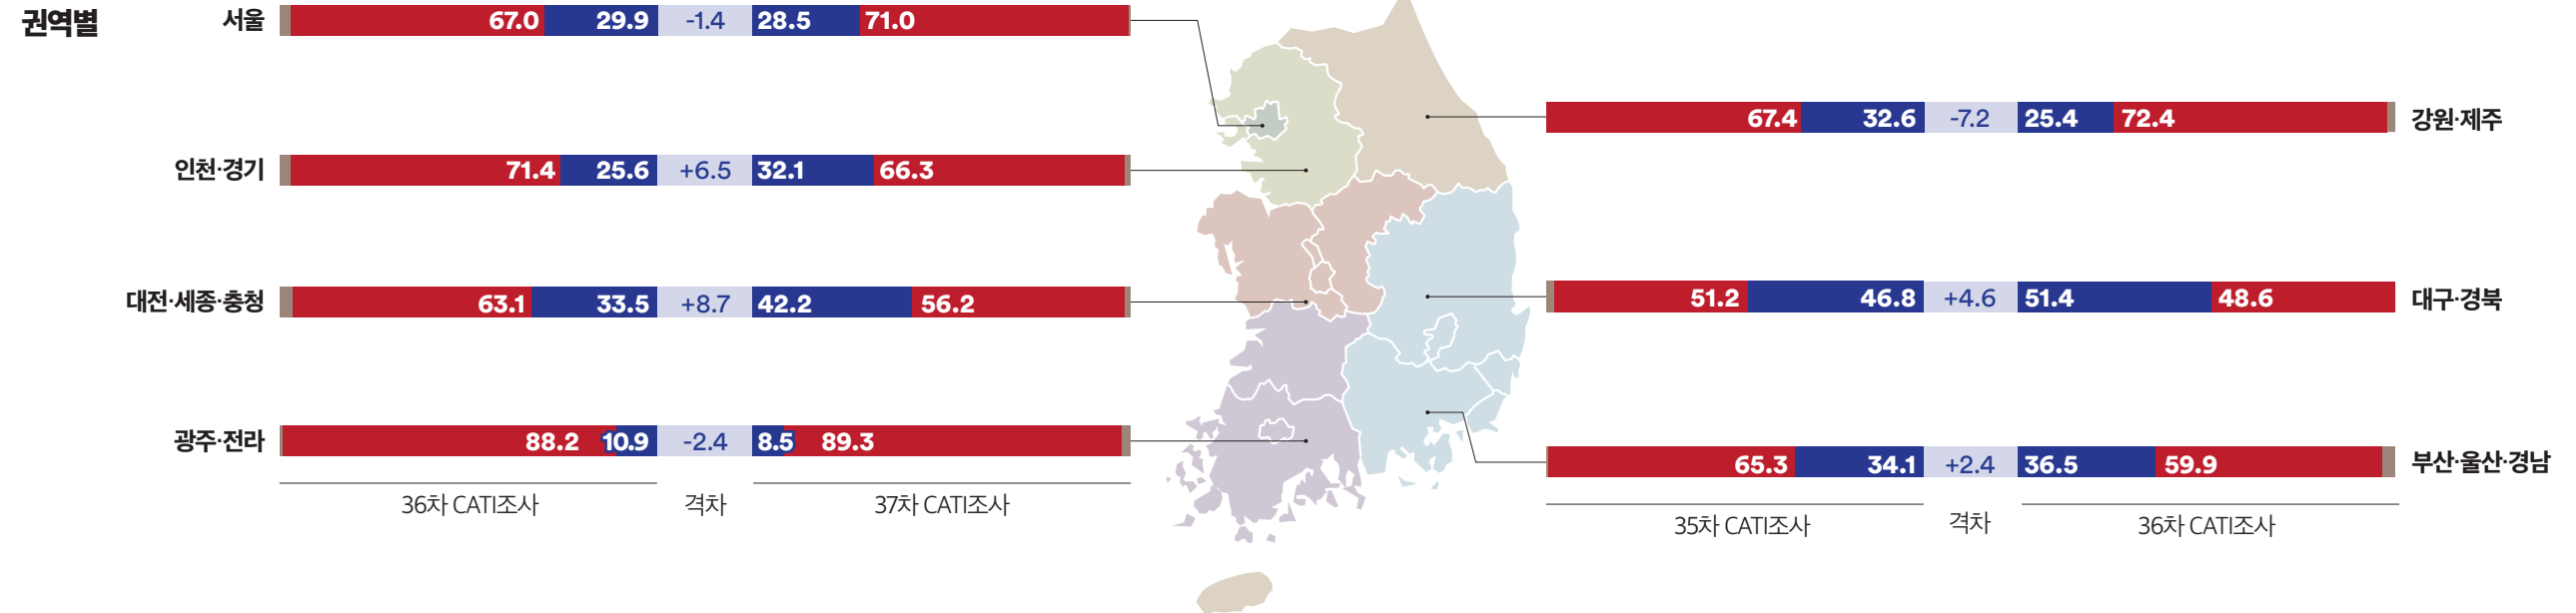 권역별
서울 67.0 29.9 -1.4 28.5 71.0
인천·경기 71.4 25.6 +6.5 32.1 66.3
대전·세종·충청 63.1 33.5 +8.7 42.2 56.2
광주·전라 88.2 10.9 -2.4 8.5 89.3
36차 CATI조사 격차 37차 CATI조사
67.4 32.6 -7.2 25.4 72.4 강원·제주
51.2 46.8 +4.6 51.4 48.6 대구·경북
65.3 34.1 +2.4 36.5 59.9 부산·울산·경남
35차 CATI조사 격차 36차 CATI조사